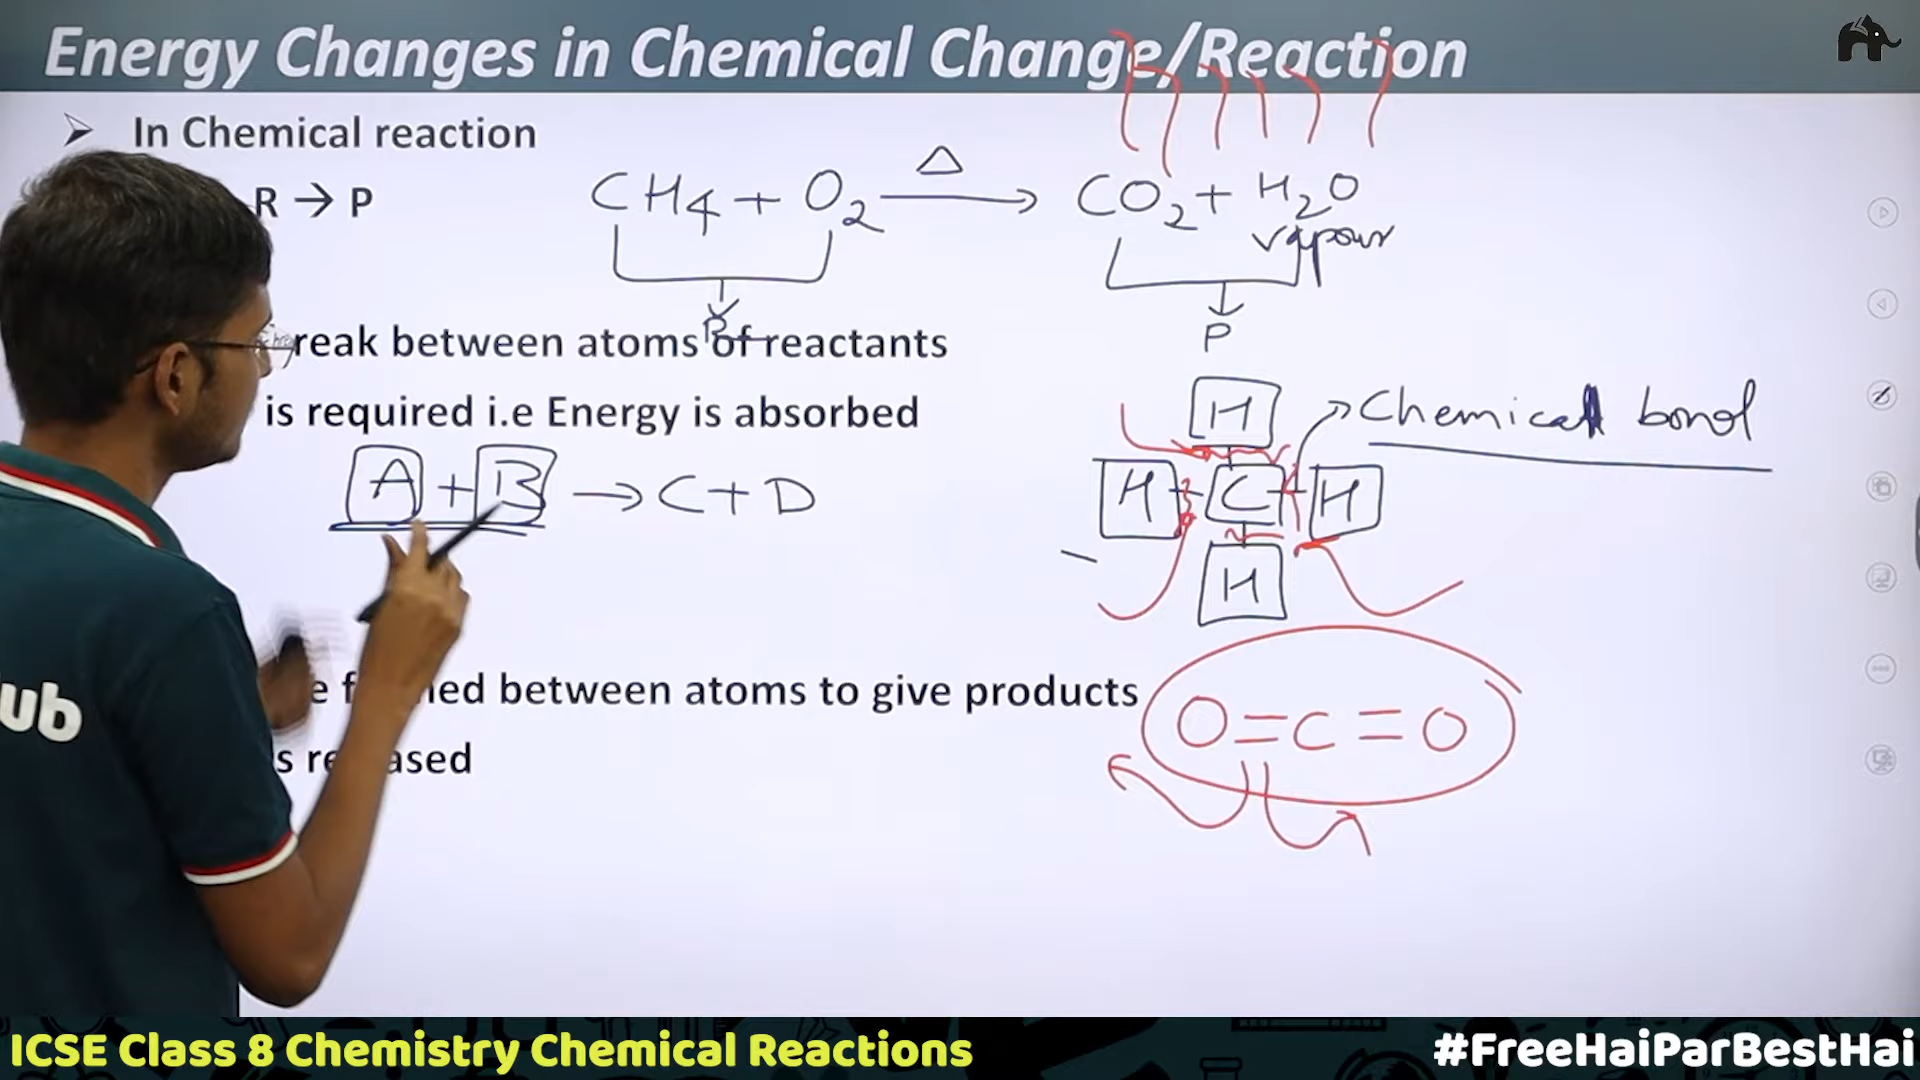 Energy Changes in Chemical Change/Reaction
In Chemical reaction
R → P
CH4 + O2 —△→ CO2 + H2O
vapour
R
P
reak between atoms of reactants
is required i.e Energy is absorbed
H
Chemical bond
H C H
H
A + B → C + D
between atoms to give products
O=C=O
ub
ICSE Class 8 Chemistry Chemical Reactions
#FreeHaiParBestHai